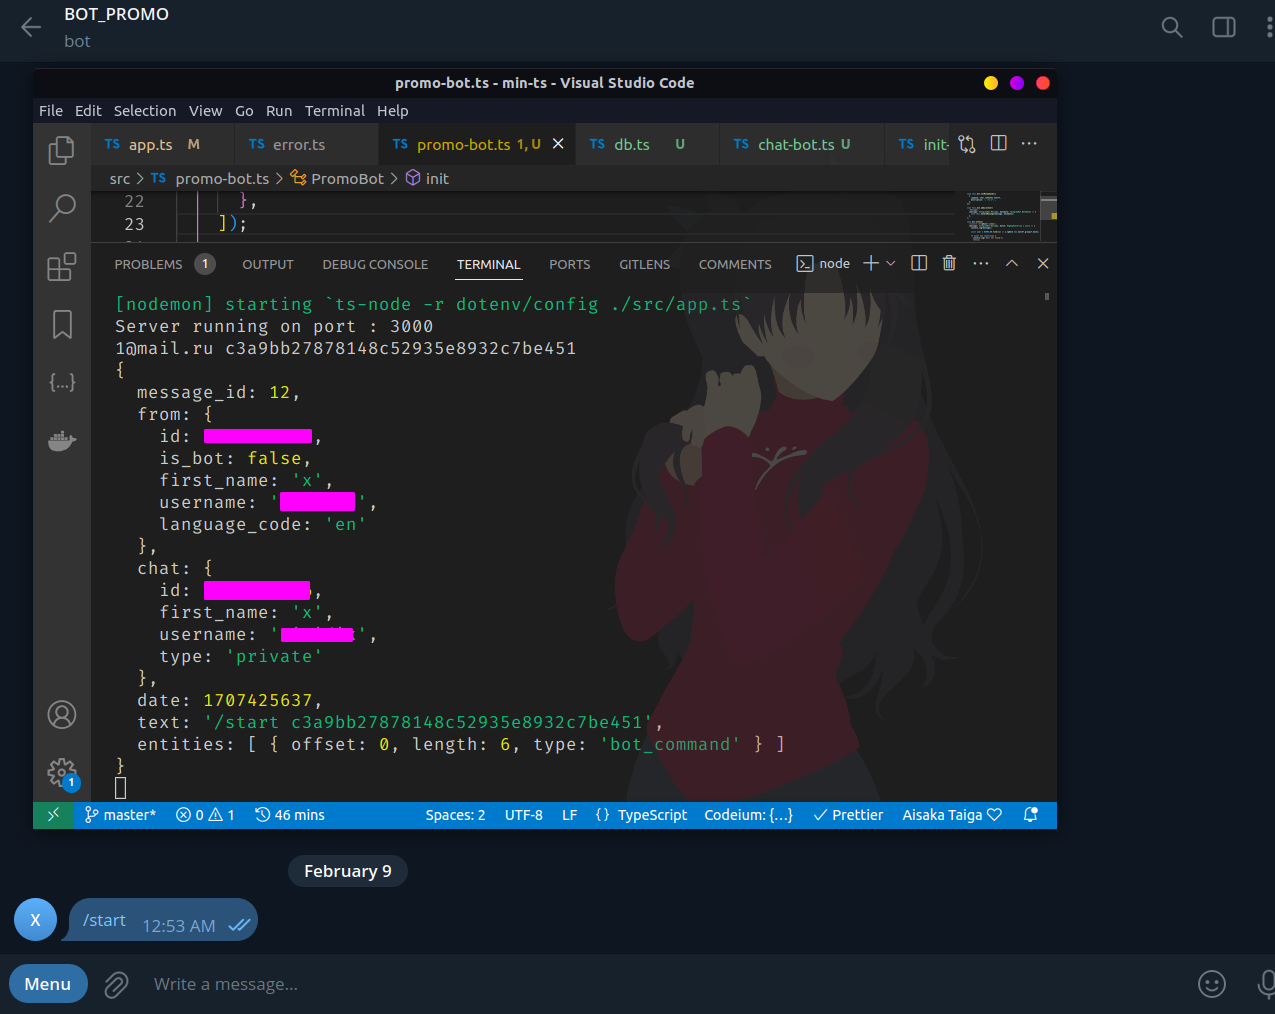 BOT_PROMO
bot
promo-bot.ts - min-ts - Visual Studio Code
File Edit Selection View Go Run Terminal Help
TS app.ts M TS error.ts TS promo-bot.ts 1, U TS db.ts U TS chat-bot.ts U TS init-
src > TS promo-bot.ts > PromoBot > init
22 },
23 ]);
PROBLEMS 1 OUTPUT DEBUG CONSOLE TERMINAL PORTS GITLENS COMMENTS node
[nodemon] starting `ts-node -r dotenv/config ./src/app.ts`
Server running on port : 3000
1@mail.ru c3a9bb27878148c52935e8932c7be451
{
message_id: 12,
from: {
id: ,
is_bot: false,
first_name: 'x',
username: ' ',
language_code: 'en'
},
chat: {
id: ,
first_name: 'x',
username: ' ',
type: 'private'
},
date: 1707425637,
text: '/start c3a9bb27878148c52935e8932c7be451',
entities: [ { offset: 0, length: 6, type: 'bot_command' } ]
}
1
master* 0 1 46 mins Spaces: 2 UTF-8 LF {} TypeScript Codeium: {...} Prettier Aisaka Taiga
February 9
X /start 12:53 AM
Menu Write a message...